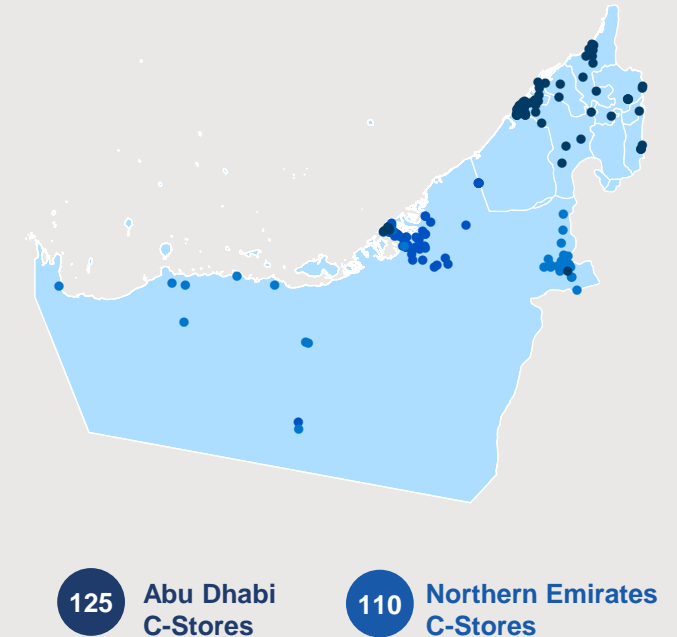 125
Abu Dhabi
C-Stores
110
Northern Emirates
C-Stores